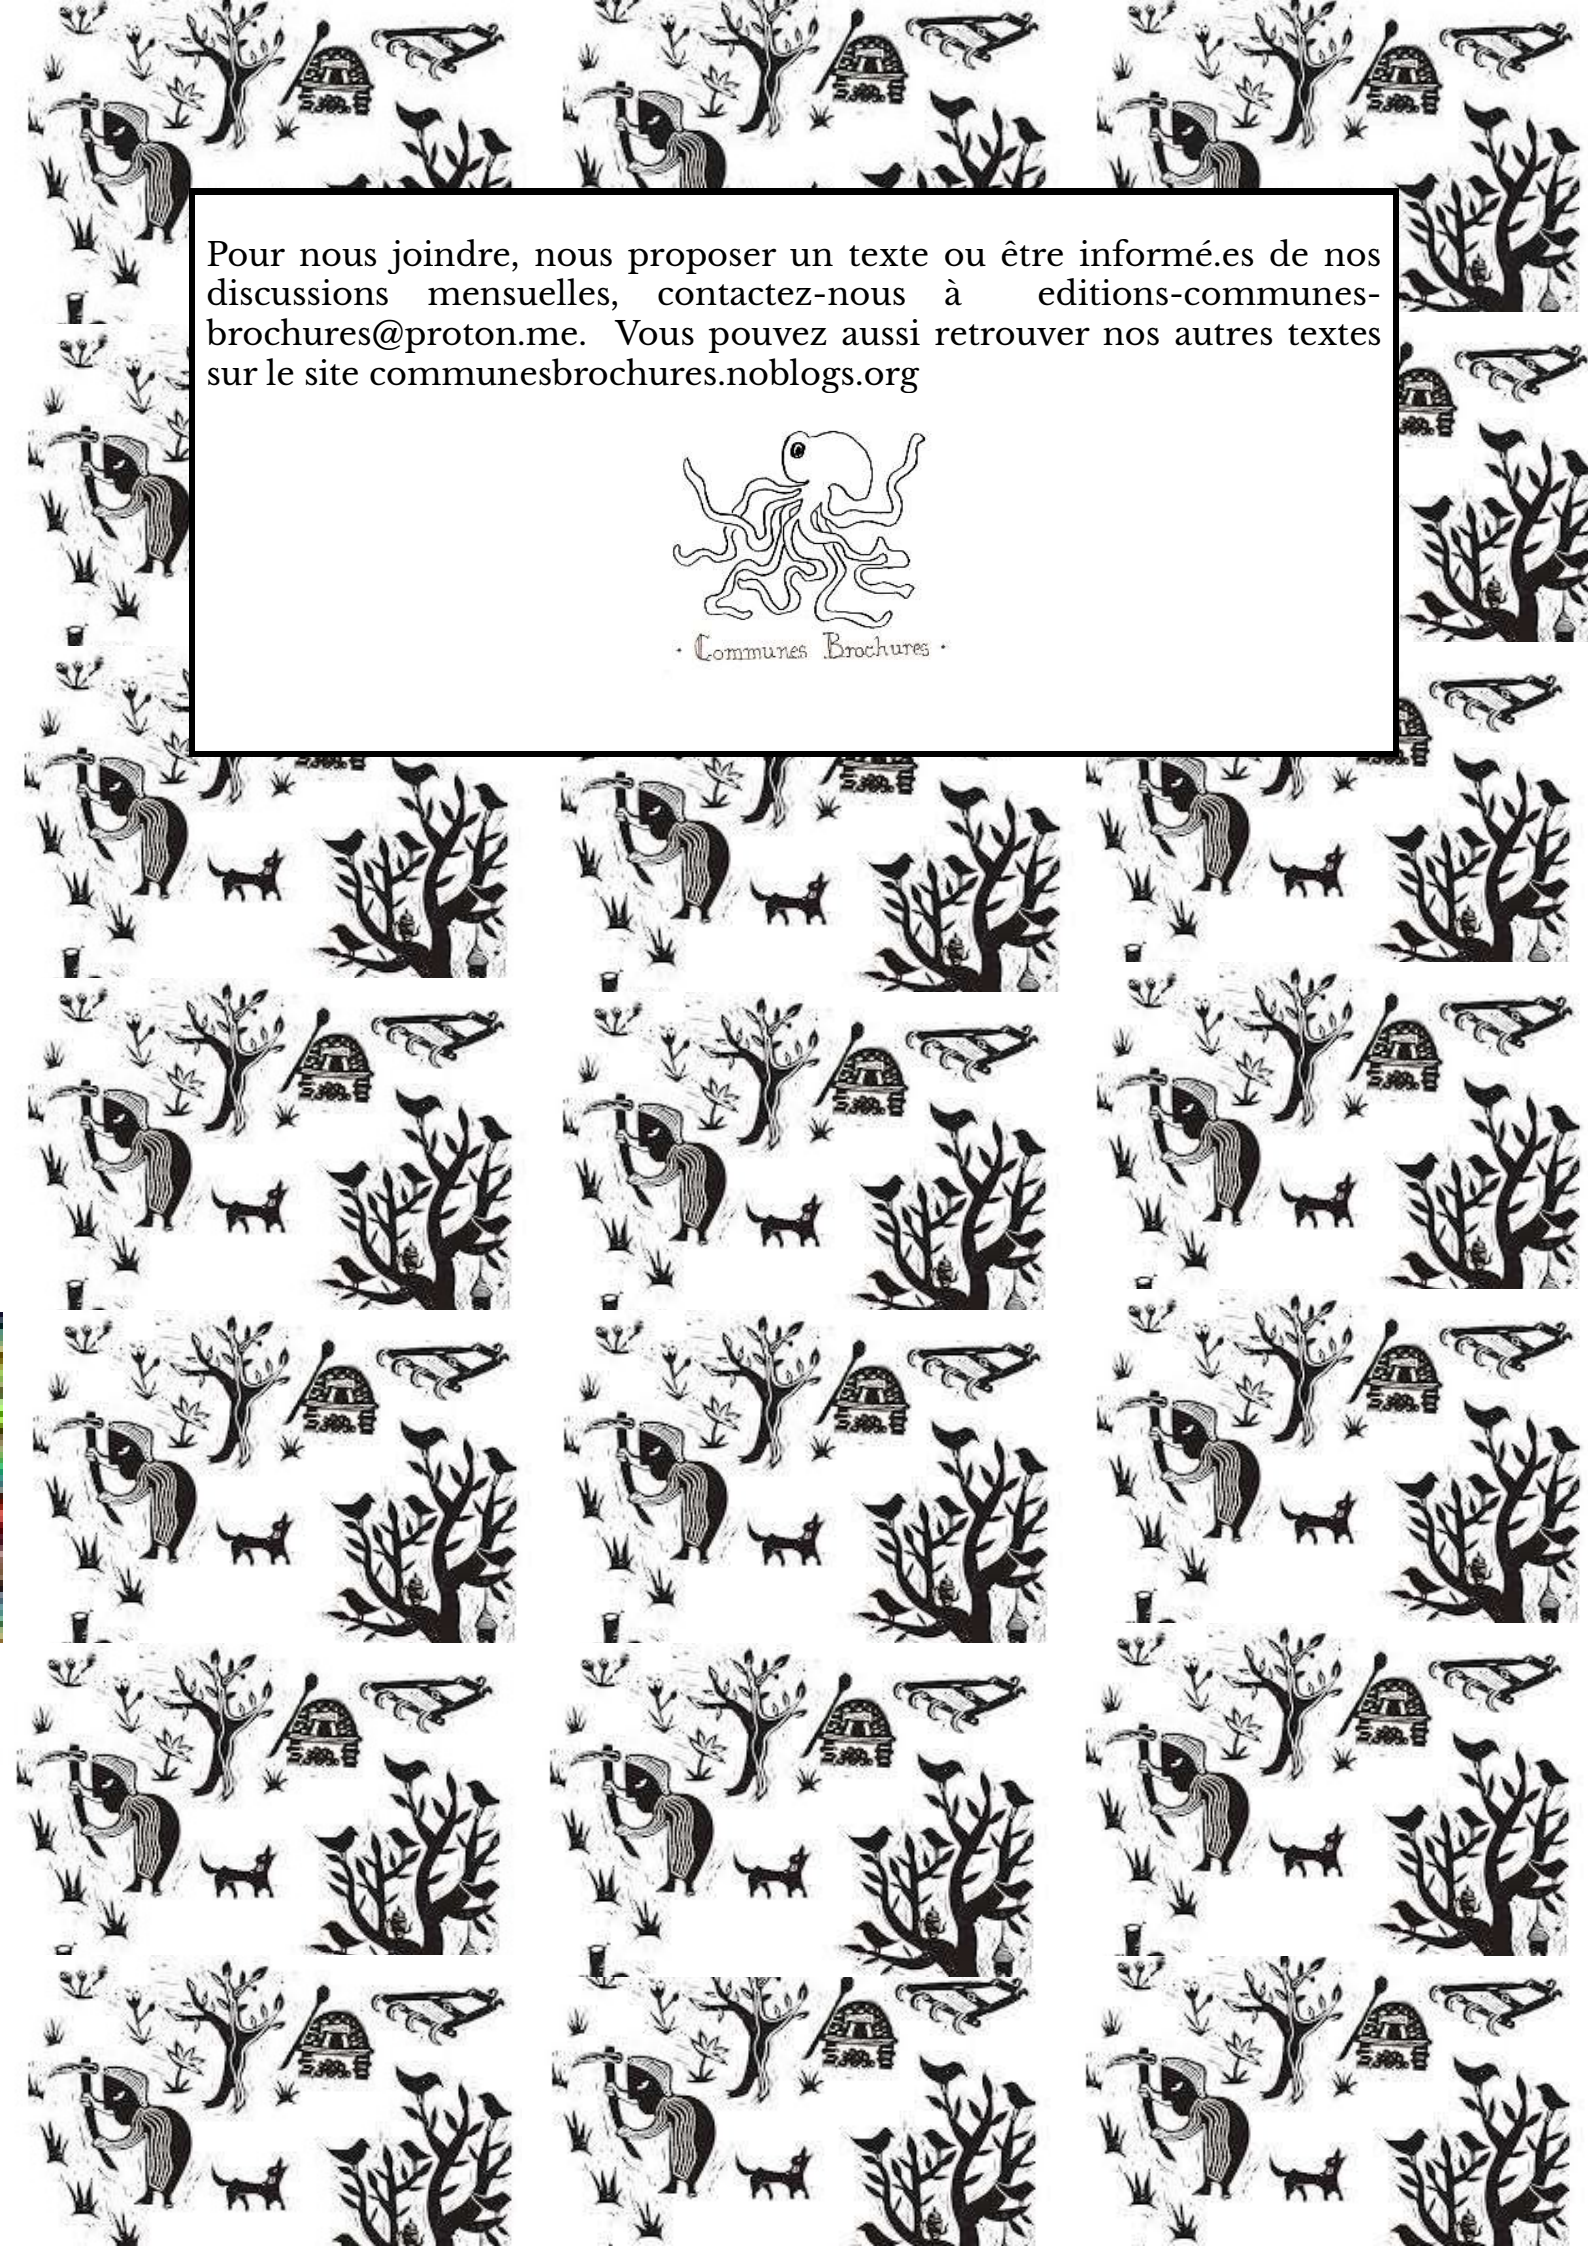 Pour nous joindre, nous proposer un texte ou être informé.es de nos
discussions mensuelles, contactez-nous à editions-communes-
brochures@proton.me. Vous pouvez aussi retrouver nos autres textes
sur le site communesbrochures.noblogs.org
· Communes Brochures ·